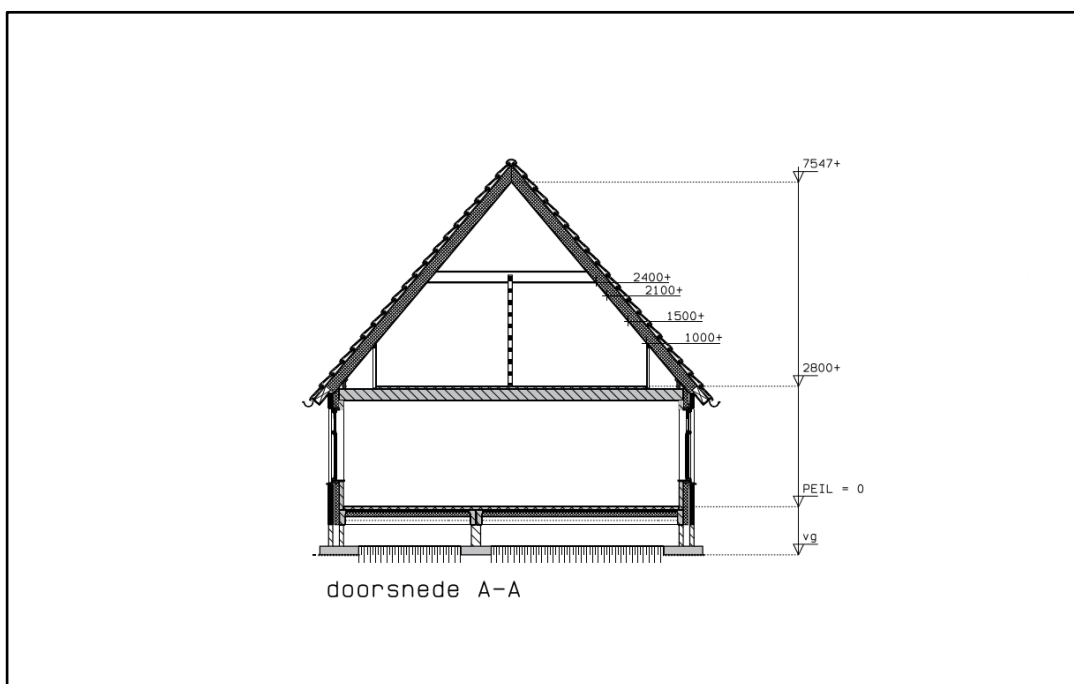 7547+
2400+
2100+
1500+
1000+
2800+
PEIL = 0
vg
doorsnede A-A